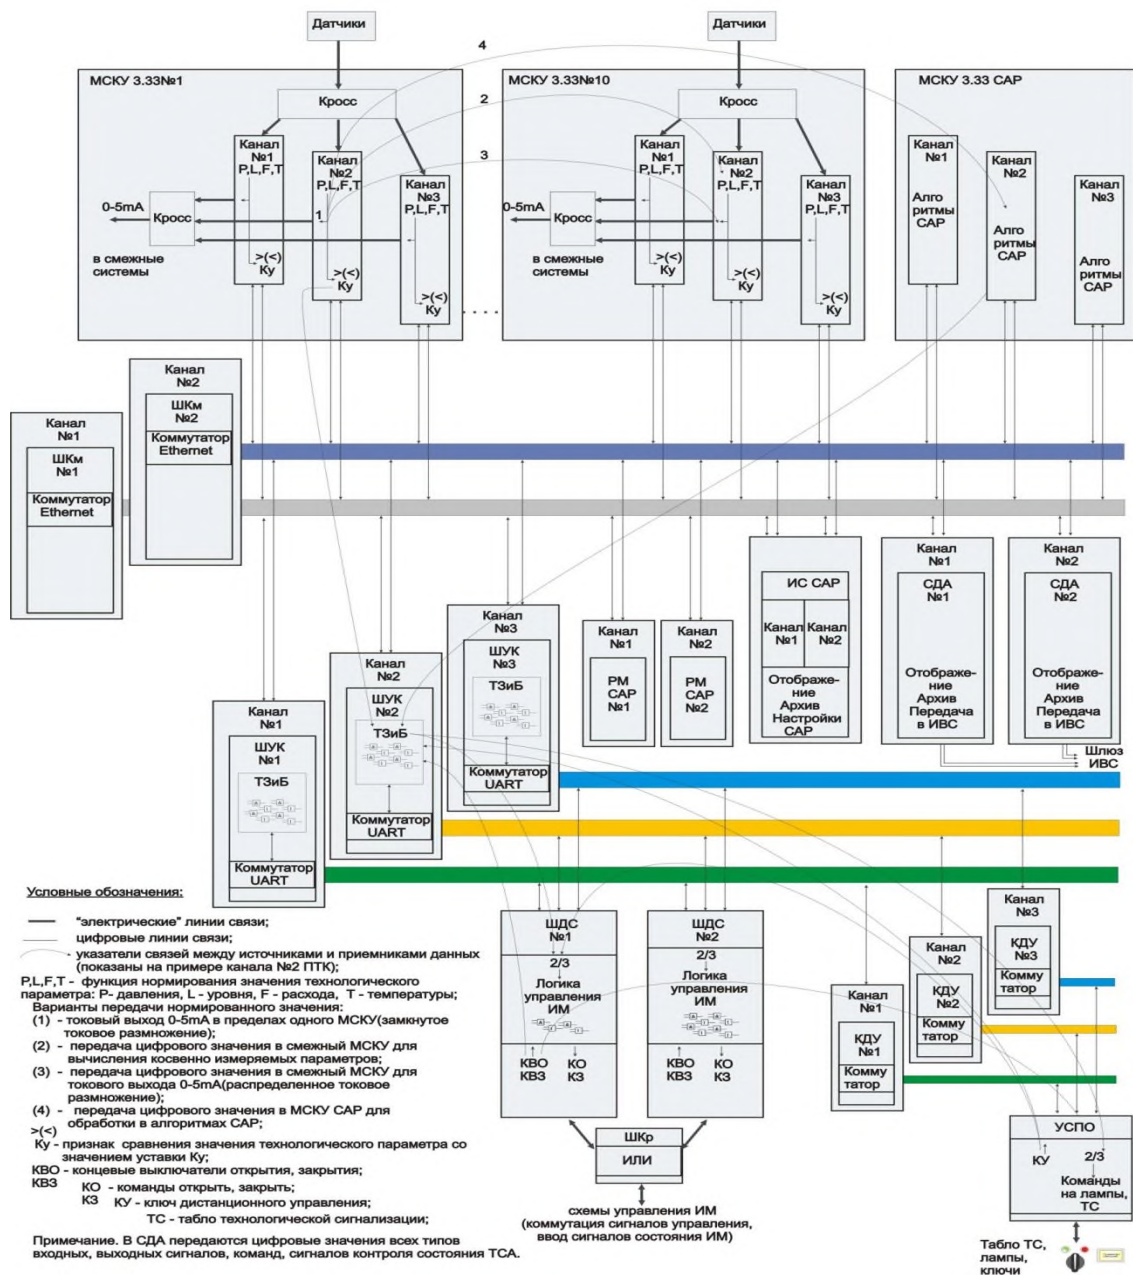 Датчики
Датчики
4
МСКУ 3.33№1
МСКУ 3.33№10
МСКУ 3.33 САР
Кросс
2
Кросс
Канал
№1
P,L,F,T
Канал
№2
P,L,F,T
Канал
№3
P,L,F,T
3
Канал
№1
P,L,F,T
Канал
№2
P,L,F,T
Канал
№3
P,L,F,T
Канал
№1
Алго
ритмы
САР
Канал
№2
Алго
ритмы
САР
Канал
№3
Алго
ритмы
САР
0-5mA
Кросс
1
0-5mA
Кросс
в смежные
системы
в смежные
системы
>(<)
Ку
>(<)
Ку
>(<)
Ку
>(<)
Ку
>(<)
Ку
>(<)
Ку
. . . .
Канал
№2
ШКм
№2
Коммутатор
Ethernet
Канал
№1
ШКм
№1
Коммутатор
Ethernet
Канал
№3
ШУК
№3
ТЗиБ
Коммутатор
UART
Канал
№2
ШУК
№2
ТЗиБ
Коммутатор
UART
Канал
№1
ШУК
№1
ТЗиБ
Коммутатор
UART
Канал
№1
РМ
САР
№1
Канал
№2
РМ
САР
№2
ИС САР
Канал
№1
Канал
№2
Отображение
Архив
Настройки
САР
Канал
№1
СДА
№1
Отображе-
ние
Архив
Передача
в ИВС
Канал
№2
СДА
№2
Отображе-
ние
Архив
Передача
в ИВС
Шлюз
ИВС
ШДС
№1
2/3
Логика
управления
ИМ
КВО
КВЗ
КО
КЗ
ШДС
№2
2/3
Логика
управления
ИМ
КВО
КВЗ
КО
КЗ
ШКр
ИЛИ
схемы управления ИМ
(коммутация сигналов управления,
ввод сигналов состояния ИМ)
Канал
№3
КДУ
№3
Комму
татор
Канал
№2
КДУ
№2
Комму
татор
Канал
№1
КДУ
№1
Комму
татор
УСПО
КУ
2/3
Команды
на лампы,
ТС
Табло ТС,
лампы,
ключи
Условные обозначения:
"электрические" линии связи;
цифровые линии связи;
указатели связей между источниками и приемниками данных
(показаны на примере канала №2 ПТК);
P,L,F,T - функция нормирования значения технологического
параметра: P- давления, L - уровня, F - расхода, T - температуры;
Варианты передачи нормированного значения:
(1) - токовый выход 0-5mA в пределах одного МСКУ(замкнутое
токовое размножение);
(2) - передача цифрового значения в смежный МСКУ для
вычисления косвенно измеряемых параметров;
(3) - передача цифрового значения в смежный МСКУ для
токового выхода 0-5mA(распределенное токовое
размножение);
(4) - передача цифрового значения в МСКУ САР для
обработки в алгоритмах САР;
>(<)
Ку - признак сравнения значения технологического параметра со
значением уставки Ку;
КВО - концевые выключатели открытия, закрытия;
КВЗ
КО - команды открыть, закрыть;
КЗ
КУ - ключ дистанционного управления;
ТС - табло технологической сигнализации;
Примечание. В СДА передаются цифровые значения всех типов
входных, выходных сигналов, команд, сигналов контроля состояния ТСА.